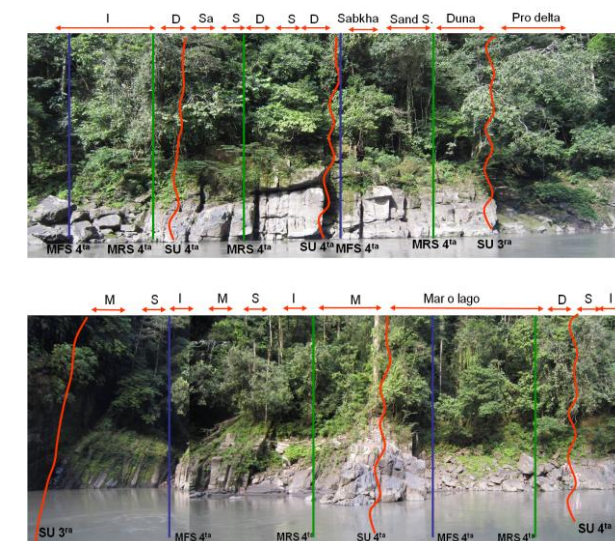 I D Sa S D S D Sabkha Sand S. Duna Pro delta
MFS 4ta MRS 4ta SU 4ta MRS 4ta SU 4ta MFS 4ta MRS 4ta SU 3ra
M S I M S I M Mar o lago D S I
SU 3ra MFS 4ta MRS 4ta SU 4ta MFS 4ta MRS 4ta SU 4ta